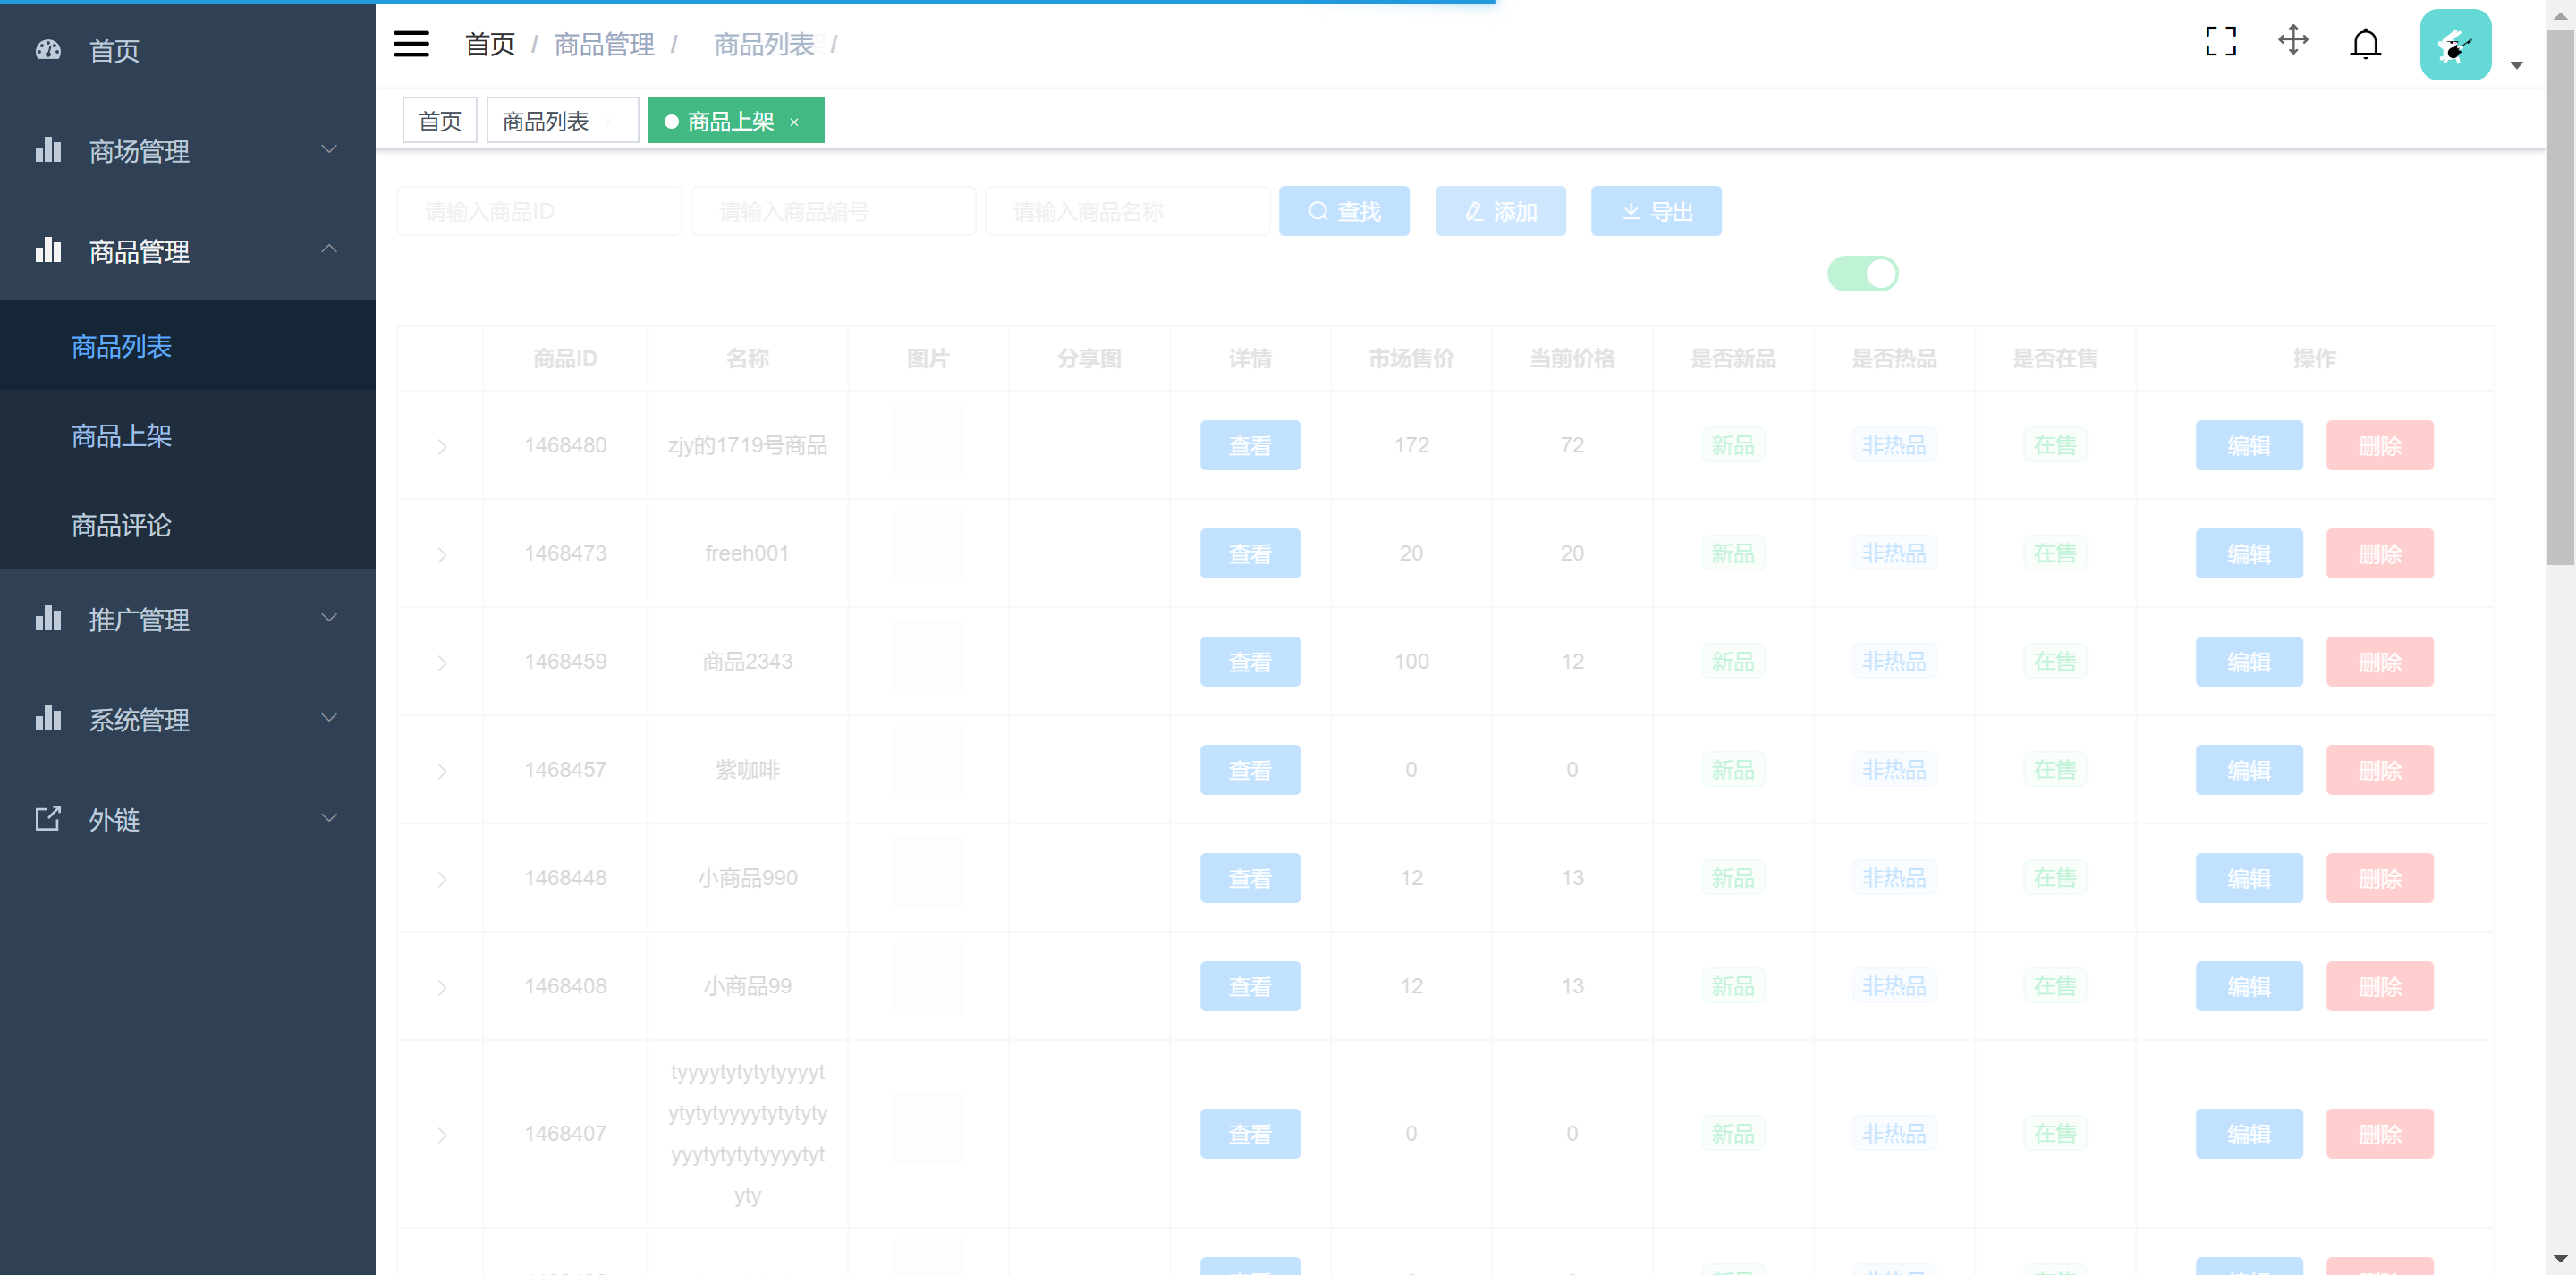 首页
商场管理
商品管理
商品列表
商品上架
商品评论
推广管理
系统管理
外链
首页 / 商品管理 / 商品列表 /
首页 商品列表 × 商品上架 ×
请输入商品ID 请输入商品编号 请输入商品名称 查找 添加 导出
商品ID 名称 图片 分享图 详情 市场售价 当前价格 是否新品 是否热品 是否在售 操作
1468480 zjy的1719号商品 查看 172 72 新品 非热品 在售 编辑 删除
1468473 freeh001 查看 20 20 新品 非热品 在售 编辑 删除
1468459 商品2343 查看 100 12 新品 非热品 在售 编辑 删除
1468457 紫咖啡 查看 0 0 新品 非热品 在售 编辑 删除
1468448 小商品990 查看 12 13 新品 非热品 在售 编辑 删除
1468408 小商品99 查看 12 13 新品 非热品 在售 编辑 删除
tyyyytytytytyyyyt
ytytytyyyytytytyty
1468407 查看 0 0 新品 非热品 在售 编辑 删除
yyytytytytyyyytyt
yty